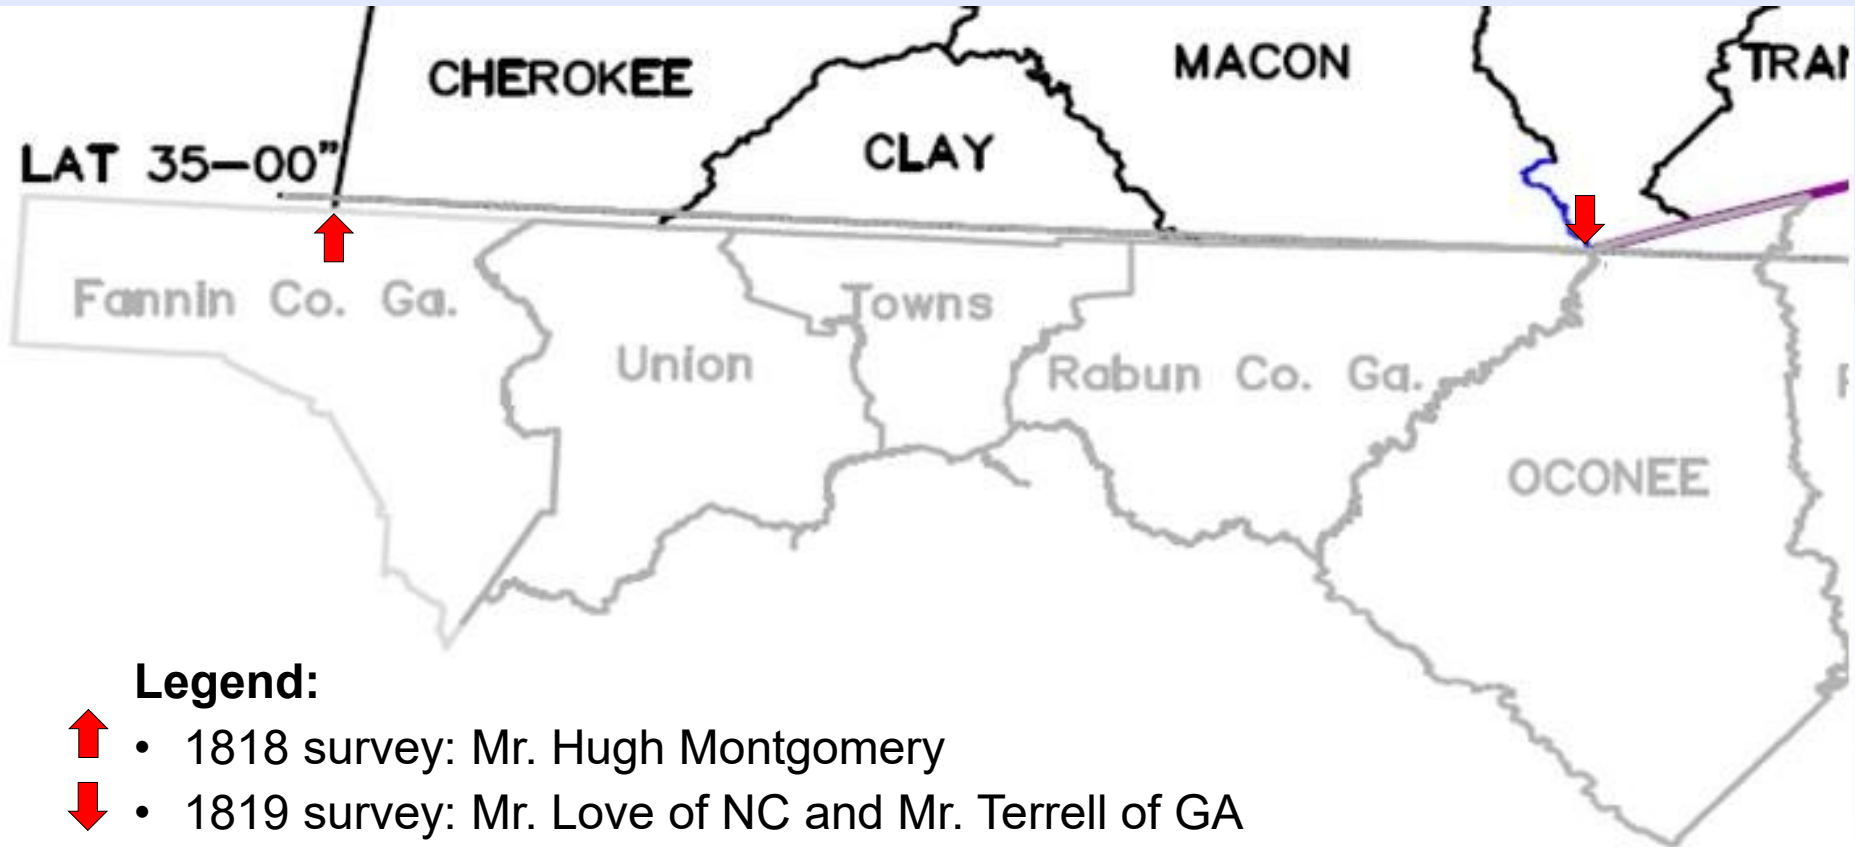 CHEROKEE
MACON
TRAN
CLAY
LAT 35–00”
Fannin Co. Ga.
Towns
Union
Rabun Co. Ga.
OCONEE
Legend:
• 1818 survey: Mr. Hugh Montgomery
• 1819 survey: Mr. Love of NC and Mr. Terrell of GA